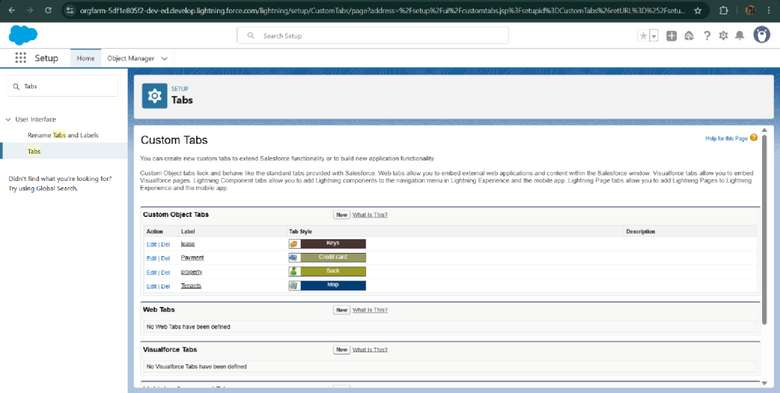 orgfarm-5df1e805f2-dev-ed.develop.lightning.force.com/lightning/setup/CustomTabs/page?address=%2Fsetup%2Fui%2Fcustomtabs.jsp%3Fsetupid%3DCustomTabs%26retURL%3D%252Fsetu...
Search Setup
Setup
Home
Object Manager
Tabs
User Interface
Rename Tabs and Labels
Tabs
Didn't find what you're looking for?
Try using Global Search.
SETUP
Tabs
Custom Tabs
Help for this Page
You can create new custom tabs to extend Salesforce functionality or to build new application functionality.
Custom Object tabs look and behave like the standard tabs provided with Salesforce. Web tabs allow you to embed external web applications and content within the Salesforce window. Visualforce tabs allow you to embed
Visualforce pages. Lightning Component tabs allow you to add Lightning components to the navigation menu in Lightning Experience and the mobile app. Lightning Page tabs allow you to add Lightning Pages to Lightning
Experience and the mobile app.
Custom Object Tabs New What Is This?
Action Label Tab Style Description
Edit | Del lease Keys
Edit | Del Payment Credit card
Edit | Del property Sack
Edit | Del Tenants Map
Web Tabs New What Is This?
No Web Tabs have been defined
Visualforce Tabs New What Is This?
No Visualforce Tabs have been defined